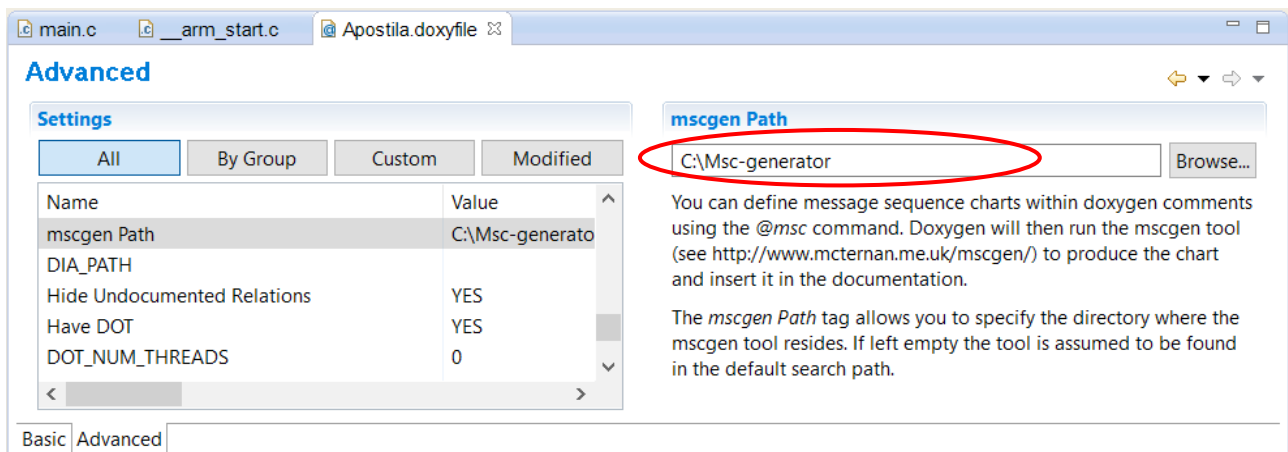 main.c __arm_start.c Apostila.doxyfile
Advanced
Settings
All By Group Custom Modified
Name Value
mscgen Path C:\Msc-generato
DIA_PATH
Hide Undocumented Relations YES
Have DOT YES
DOT_NUM_THREADS 0
mscgen Path
C:\Msc-generator Browse...
You can define message sequence charts within doxygen comments
using the @msc command. Doxygen will then run the mscgen tool
(see http://www.mcternan.me.uk/mscgen/) to produce the chart
and insert it in the documentation.
The mscgen Path tag allows you to specify the directory where the
mscgen tool resides. If left empty the tool is assumed to be found
in the default search path.
Basic Advanced